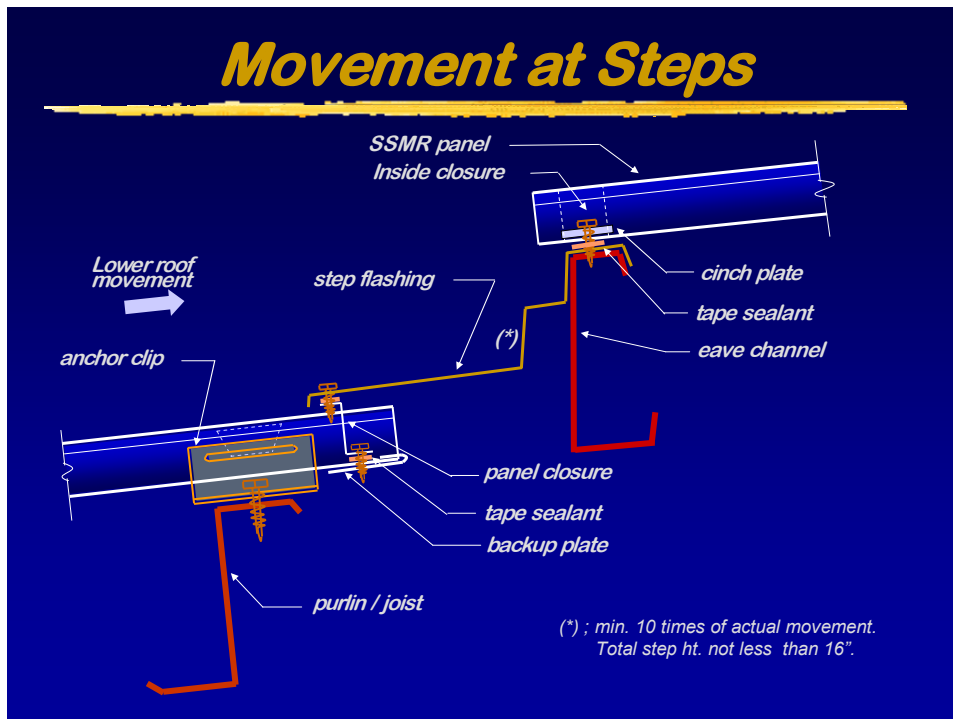 Movement at Steps
SSMR panel
Inside closure
Lower roof
movement
step flashing
cinch plate
tape sealant
(*)
eave channel
anchor clip
panel closure
tape sealant
backup plate
purlin / joist
(*) ; min. 10 times of actual movement.
Total step ht. not less than 16”.